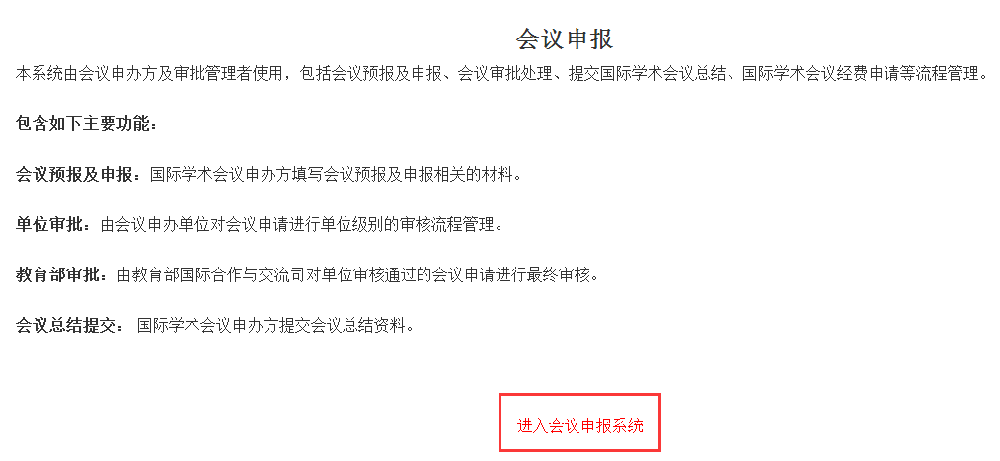 会议申报
本系统由会议申办方及审批管理者使用，包括会议预报及申报、会议审批处理、提交国际学术会议总结、国际学术会议经费申请等流程管理。
包含如下主要功能：
会议预报及申报：国际学术会议申办方填写会议预报及申报相关的材料。
单位审批：由会议申办单位对会议申请进行单位级别的审核流程管理。
教育部审批：由教育部国际合作与交流司对单位审核通过的会议申请进行最终审核。
会议总结提交： 国际学术会议申办方提交会议总结资料。
进入会议申报系统